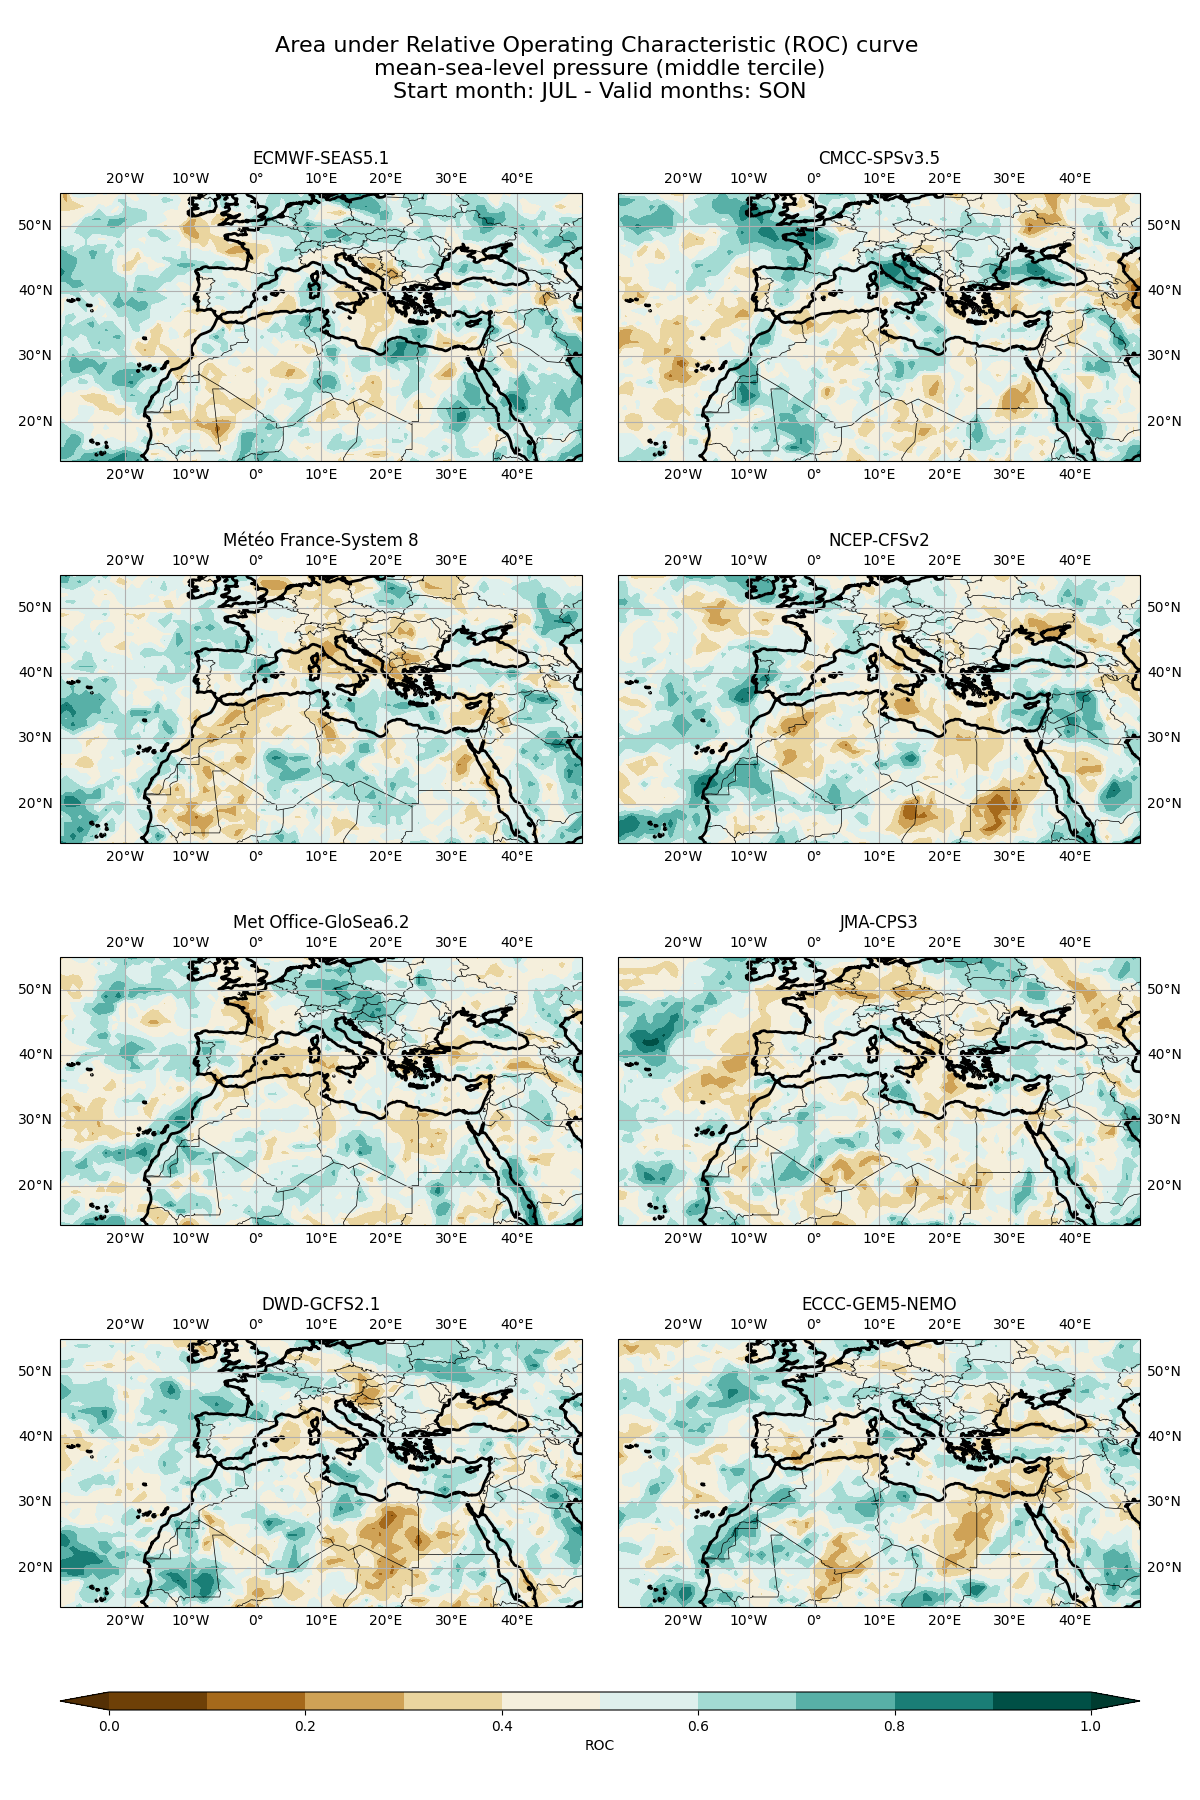 Area under Relative Operating Characteristic (ROC) curve
mean-sea-level pressure (middle tercile)
Start month: JUL - Valid months: SON
ECMWF-SEAS5.1
20°W 10°W 0° 10°E 20°E 30°E 40°E
50°N
40°N
30°N
20°N
20°W 10°W 0° 10°E 20°E 30°E 40°E
CMCC-SPSv3.5
20°W 10°W 0° 10°E 20°E 30°E 40°E
50°N
40°N
30°N
20°N
20°W 10°W 0° 10°E 20°E 30°E 40°E
Météo France-System 8
20°W 10°W 0° 10°E 20°E 30°E 40°E
50°N
40°N
30°N
20°N
20°W 10°W 0° 10°E 20°E 30°E 40°E
NCEP-CFSv2
20°W 10°W 0° 10°E 20°E 30°E 40°E
50°N
40°N
30°N
20°N
20°W 10°W 0° 10°E 20°E 30°E 40°E
Met Office-GloSea6.2
20°W 10°W 0° 10°E 20°E 30°E 40°E
50°N
40°N
30°N
20°N
20°W 10°W 0° 10°E 20°E 30°E 40°E
JMA-CPS3
20°W 10°W 0° 10°E 20°E 30°E 40°E
50°N
40°N
30°N
20°N
20°W 10°W 0° 10°E 20°E 30°E 40°E
DWD-GCFS2.1
20°W 10°W 0° 10°E 20°E 30°E 40°E
50°N
40°N
30°N
20°N
20°W 10°W 0° 10°E 20°E 30°E 40°E
ECCC-GEM5-NEMO
20°W 10°W 0° 10°E 20°E 30°E 40°E
50°N
40°N
30°N
20°N
20°W 10°W 0° 10°E 20°E 30°E 40°E
0.0 0.2 0.4 0.6 0.8 1.0
ROC